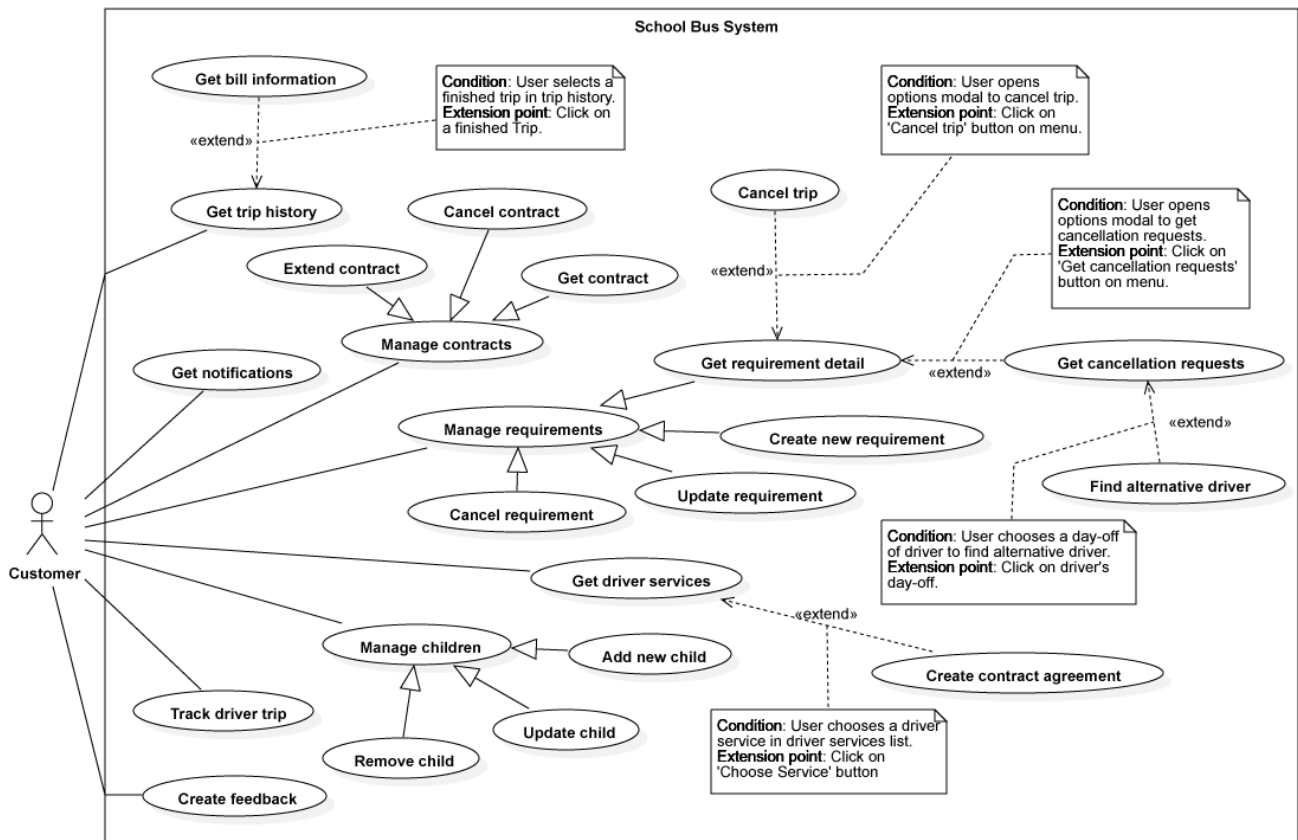 School Bus System
Get bill information
Condition: User selects a
finished trip in trip history.
Extension point: Click on
a finished Trip.
«extend»
Get trip history
Condition: User opens
options modal to cancel trip.
Extension point: Click on
'Cancel trip' button on menu.
Cancel trip
Cancel contract
Extend contract
Get contract
«extend»
Condition: User opens
options modal to get
cancellation requests.
Extension point: Click on
'Get cancellation requests'
button on menu.
Manage contracts
Get notifications
Get requirement detail
«extend»
Get cancellation requests
Manage requirements
Create new requirement
«extend»
Update requirement
Find alternative driver
Cancel requirement
Customer
Condition: User chooses a day-off
of driver to find alternative driver.
Extension point: Click on driver's
day-off.
Get driver services
«extend»
Manage children
Add new child
Create contract agreement
Track driver trip
Update child
Remove child
Condition: User chooses a driver
service in driver services list.
Extension point: Click on
'Choose Service' button
Create feedback